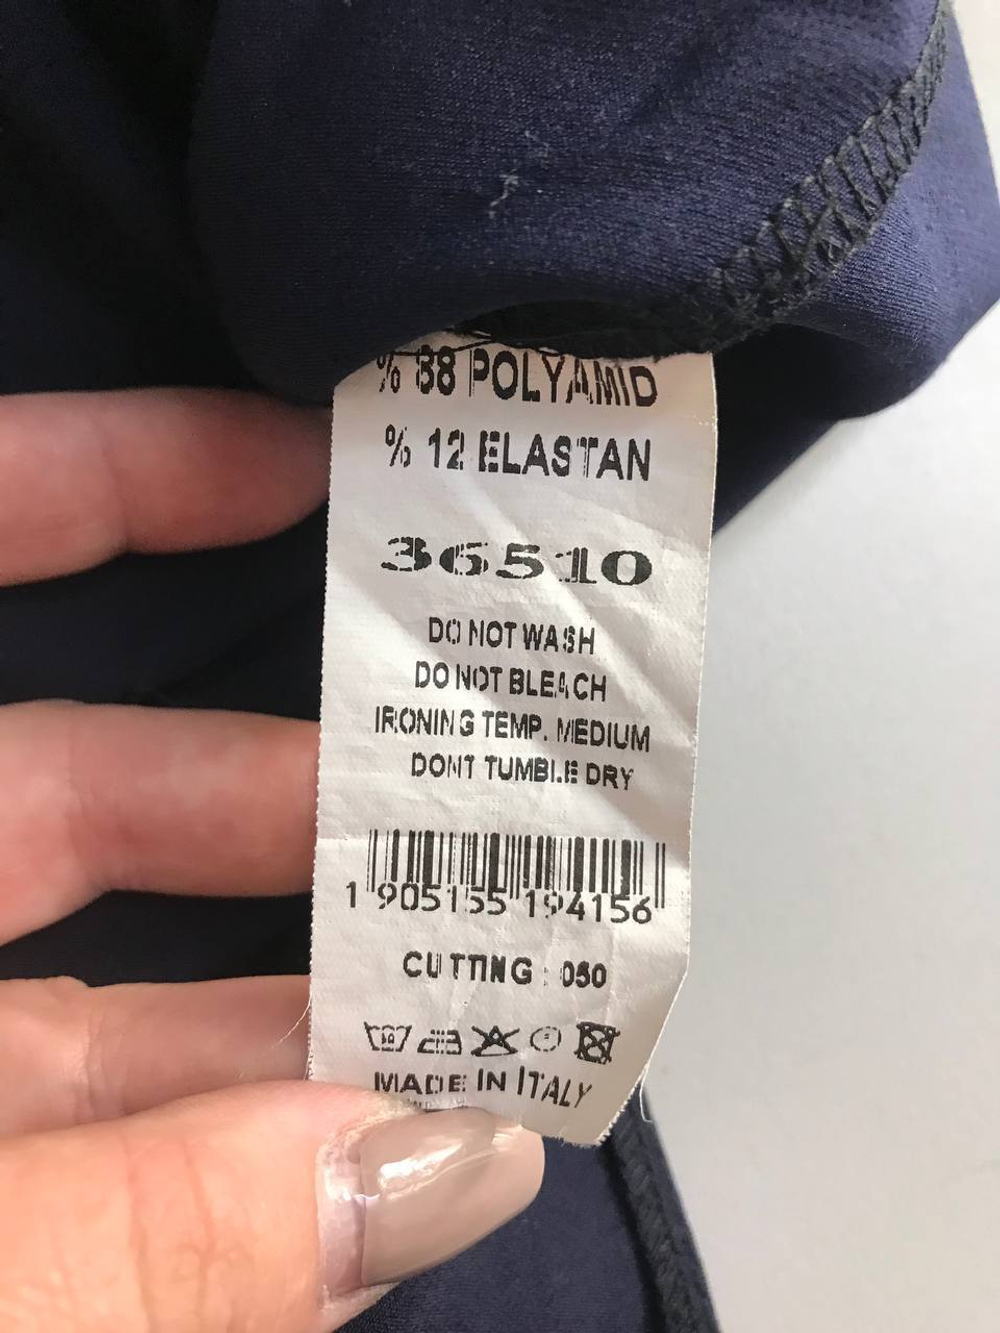 % 88 POLYAMID
% 12 ELASTAN
36510
DO NOT WASH
DO NOT BLEACH
IRONING TEMP. MEDIUM
DONT TUMBLE DRY
1 905155 194156
CUTTING : 050
MADE IN ITALY